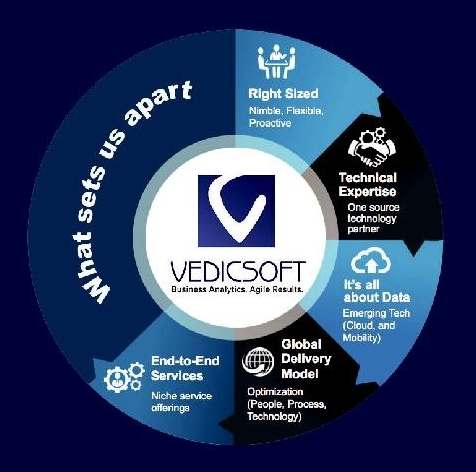 What sets us apart
Right Sized
Nimble, Flexible,
Proactive
Technical
Expertise
One source
technology
partner
It's all
about Data
Emerging Tech
(Cloud, and
Mobility)
Global
Delivery
Model
Optimization
(People, Process,
Technology)
End-to-End
Services
Niche service
offerings
VEDICSOFT
Business Analytics. Agile Results.